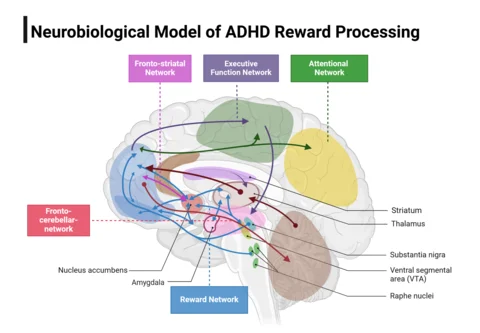 Neurobiological Model of ADHD Reward Processing
Fronto-striatal
Network
Executive
Function Network
Attentional
Network
Fronto-
cerebellar-
network
Striatum
Thalamus
Substantia nigra
Ventral segmental
area (VTA)
Raphe nuclei
Nucleus accumbens
Amygdala
Reward Network